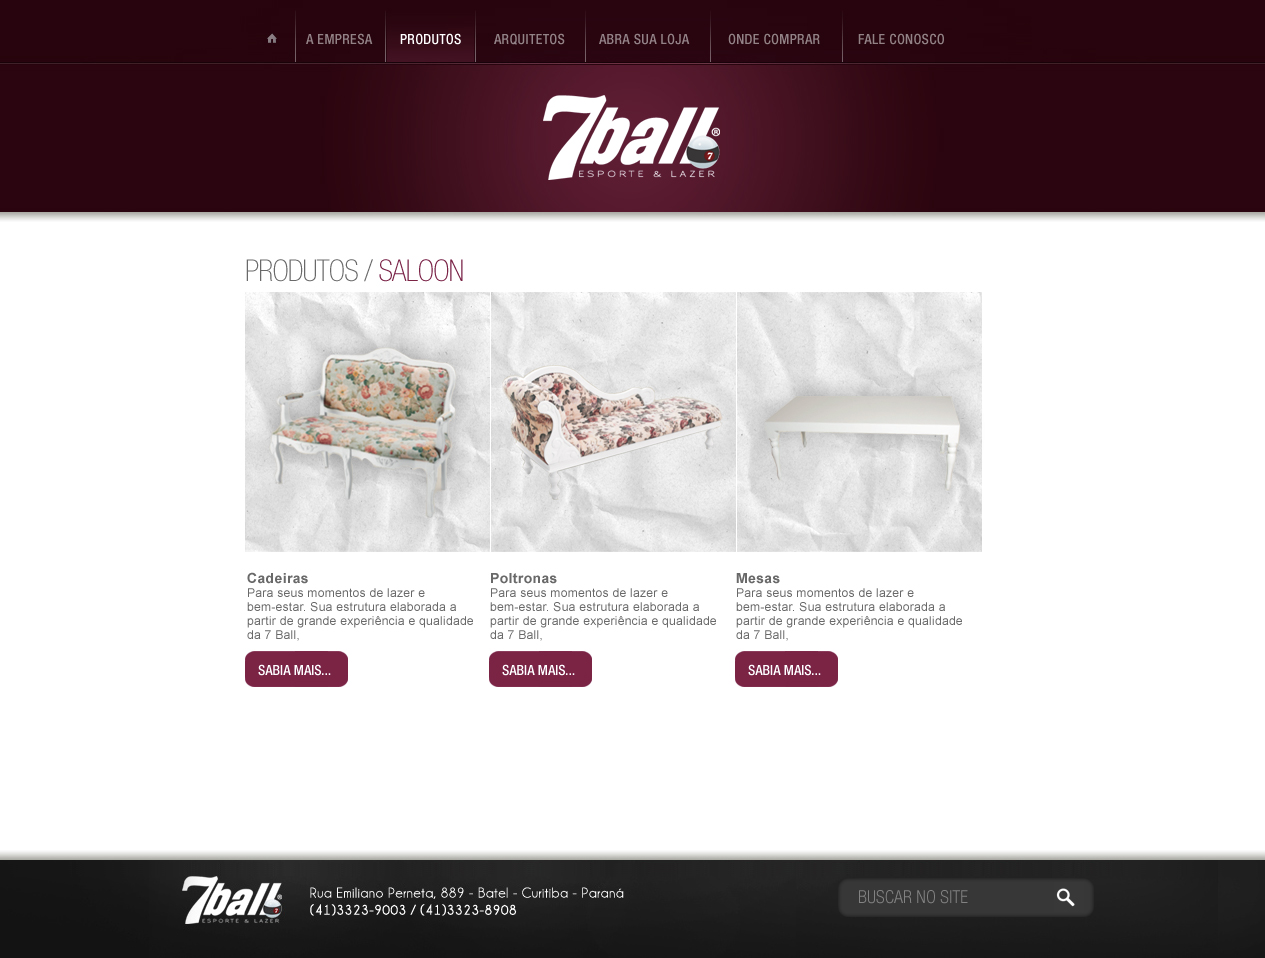 A EMPRESA
PRODUTOS
ARQUITETOS
ABRA SUA LOJA
ONDE COMPRAR
FALE CONOSCO
7ball®
7
ESPORTE & LAZER
PRODUTOS / SALOON
Cadeiras
Para seus momentos de lazer e
bem-estar. Sua estrutura elaborada a
partir de grande experiência e qualidade
da 7 Ball,
SABIA MAIS...
Poltronas
Para seus momentos de lazer e
bem-estar. Sua estrutura elaborada a
partir de grande experiência e qualidade
da 7 Ball,
SABIA MAIS...
Mesas
Para seus momentos de lazer e
bem-estar. Sua estrutura elaborada a
partir de grande experiência e qualidade
da 7 Ball,
SABIA MAIS...
7ball
7
ESPORTE & LAZER
Rua Emiliano Perneta, 889 - Batel - Curitiba - Paraná
(41)3323-9003 / (41)3323-8908
BUSCAR NO SITE